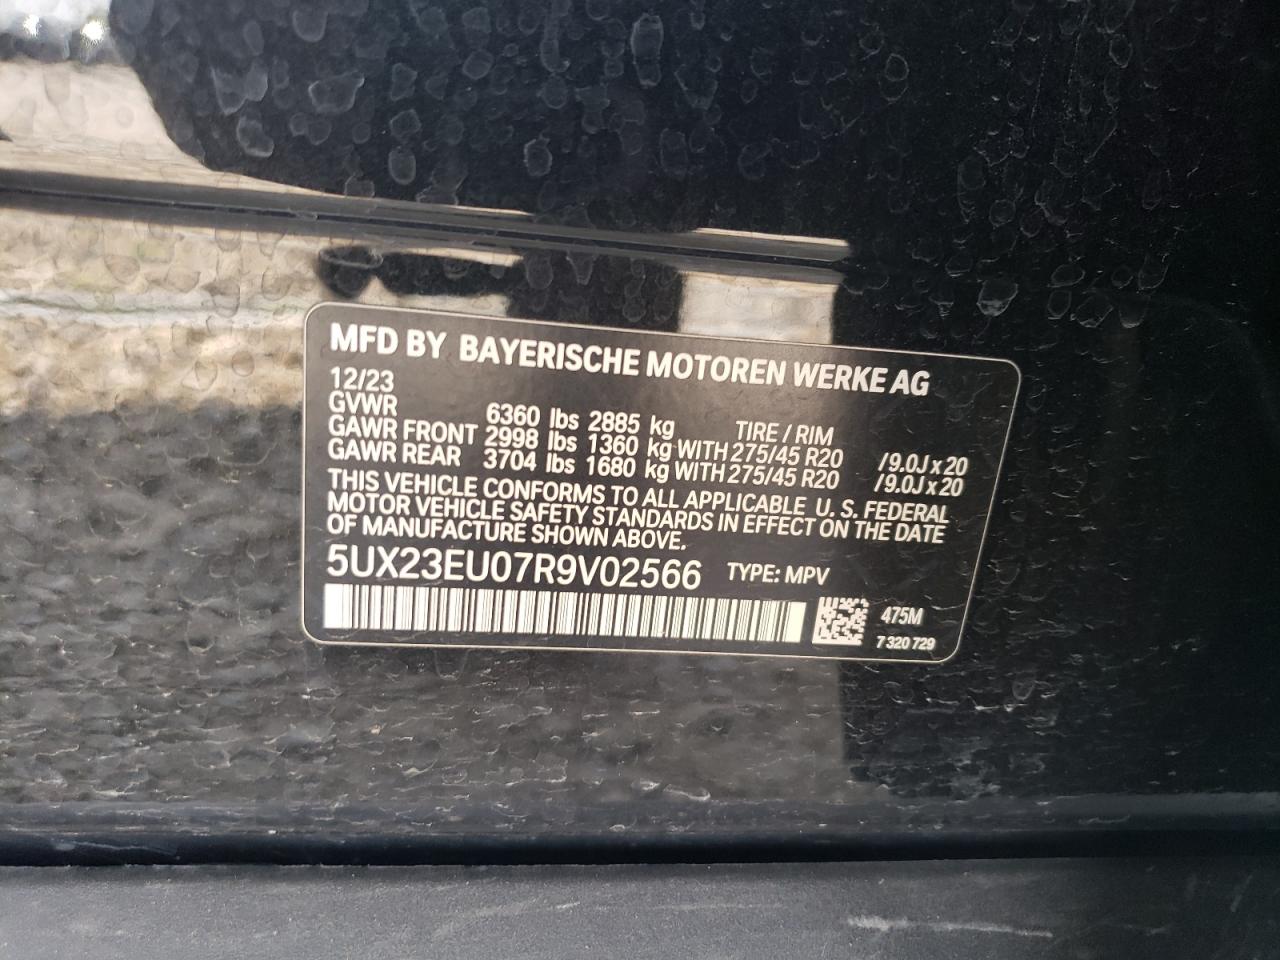 MFD BY BAYERISCHE MOTOREN WERKE AG
12/23
GVWR 6360 lbs 2885 kg TIRE / RIM
GAWR FRONT 2998 lbs 1360 kg WITH 275/45 R20 /9.0J x 20
GAWR REAR 3704 lbs 1680 kg WITH 275/45 R20 /9.0J x 20
THIS VEHICLE CONFORMS TO ALL APPLICABLE U. S. FEDERAL
MOTOR VEHICLE SAFETY STANDARDS IN EFFECT ON THE DATE
OF MANUFACTURE SHOWN ABOVE.
5UX23EU07R9V02566 TYPE: MPV
475M
7 320 729